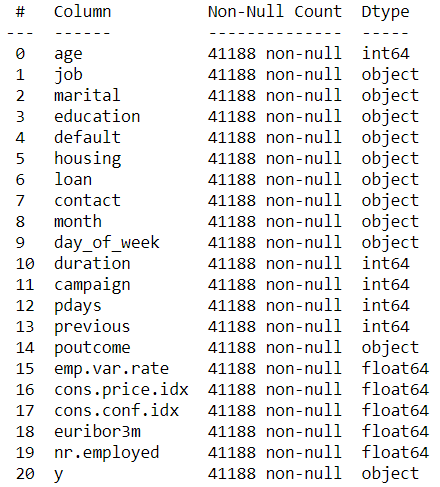 #   Column          Non-Null Count  Dtype
---  ------          --------------  -----
0   age             41188 non-null  int64
1   job             41188 non-null  object
2   marital         41188 non-null  object
3   education       41188 non-null  object
4   default         41188 non-null  object
5   housing         41188 non-null  object
6   loan            41188 non-null  object
7   contact         41188 non-null  object
8   month           41188 non-null  object
9   day_of_week     41188 non-null  object
10  duration        41188 non-null  int64
11  campaign        41188 non-null  int64
12  pdays           41188 non-null  int64
13  previous        41188 non-null  int64
14  poutcome        41188 non-null  object
15  emp.var.rate    41188 non-null  float64
16  cons.price.idx  41188 non-null  float64
17  cons.conf.idx   41188 non-null  float64
18  euribor3m       41188 non-null  float64
19  nr.employed     41188 non-null  float64
20  y               41188 non-null  object